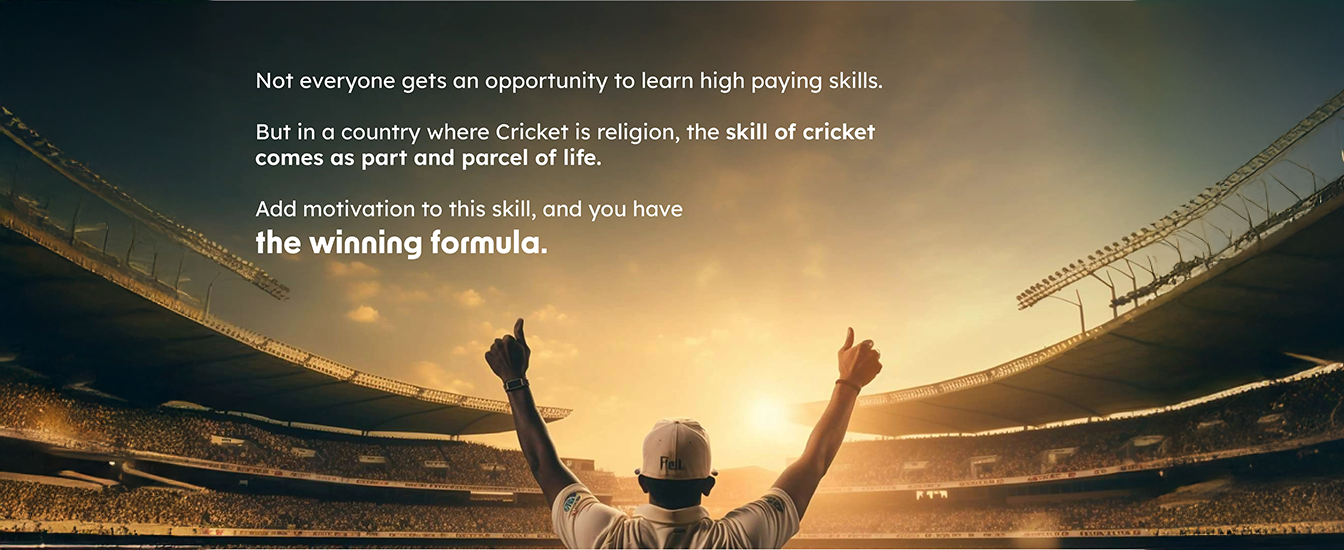 Not everyone gets an opportunity to learn high paying skills.
But in a country where Cricket is religion, the skill of cricket
comes as part and parcel of life.
Add motivation to this skill, and you have
the winning formula.